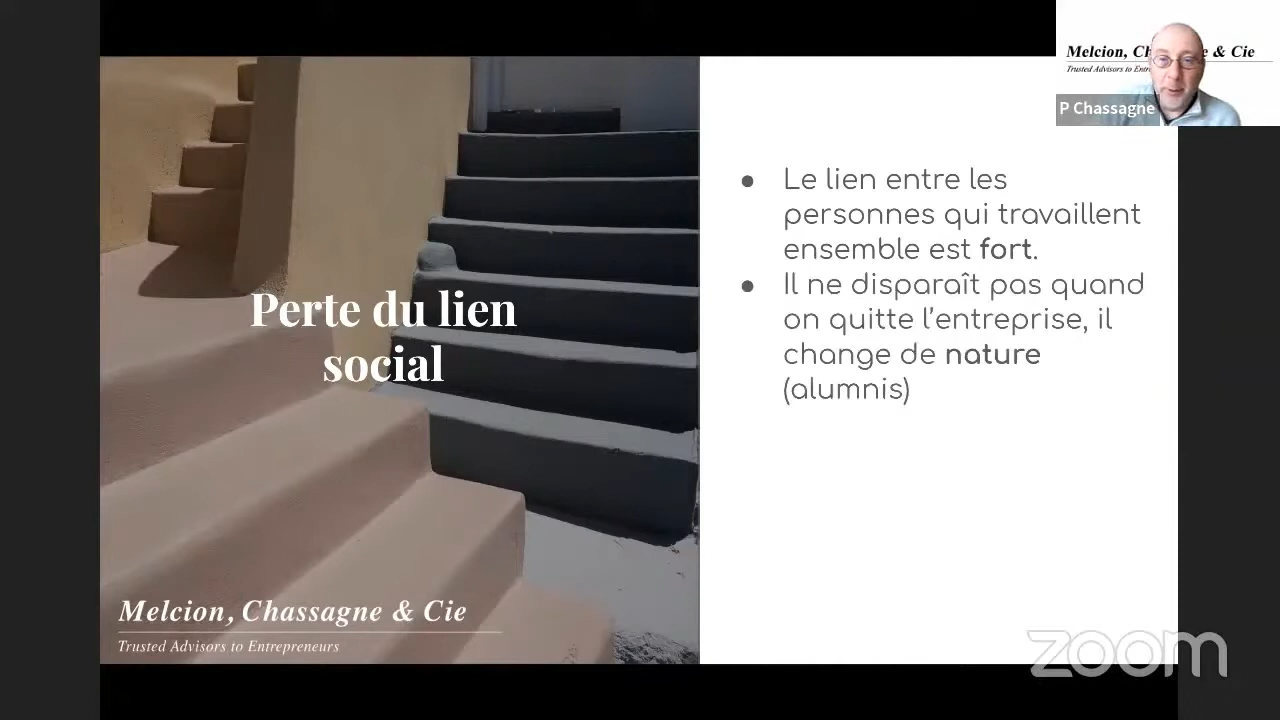 Melcion, Ch e & Cie
Trusted Advisors to Entre
P Chassagne
Perte du lien
social
● Le lien entre les
personnes qui travaillent
ensemble est fort.
● Il ne disparaît pas quand
on quitte l’entreprise, il
change de nature
(alumnis)
Melcion, Chassagne & Cie
Trusted Advisors to Entrepreneurs
zoom